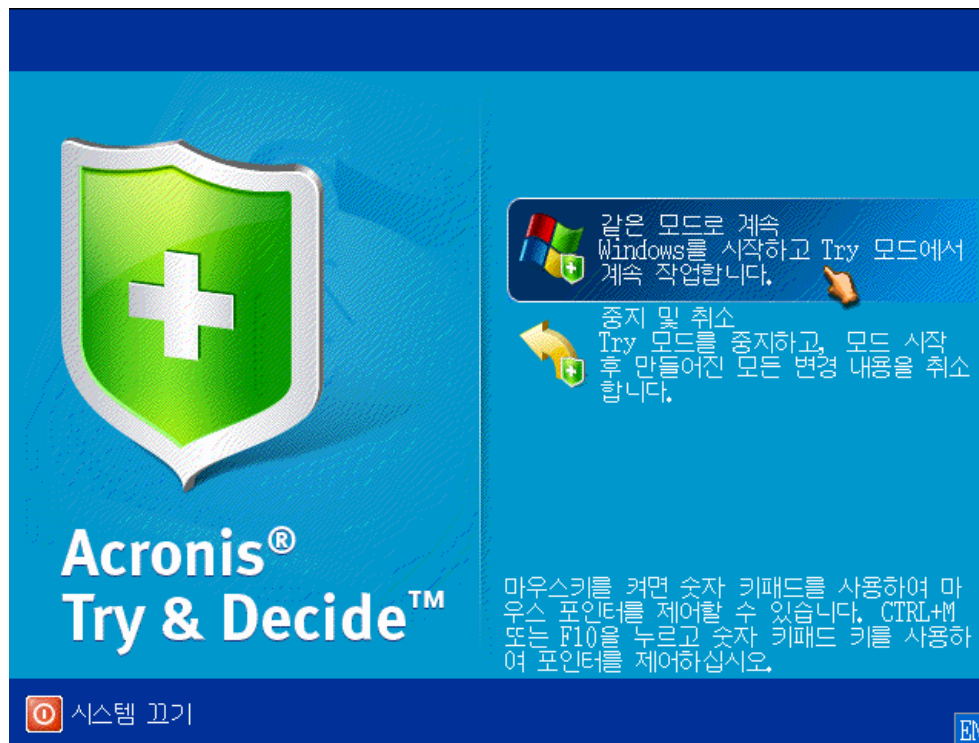 같은 모드로 계속
Windows를 시작하고 Try 모드에서
계속 작업합니다.
중지 및 취소
Try 모드를 중지하고, 모드 시작
후 만들어진 모든 변경 내용을 취소
합니다.
Acronis®
Try & Decide™
마우스키를 켜면 숫자 키패드를 사용하여 마
우스 포인터를 제어할 수 있습니다. CTRL+M
또는 F10을 누르고 숫자 키패드 키를 사용하
여 포인터를 제어하십시오.
시스템 끄기
EN